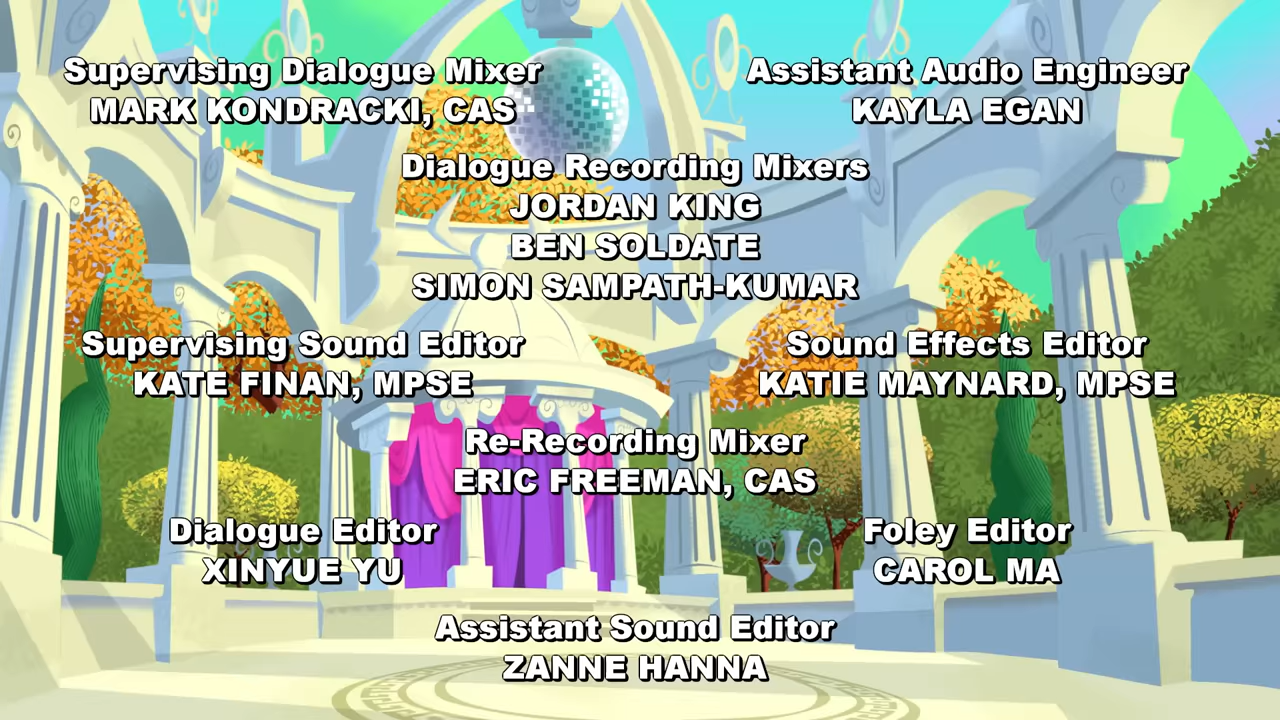 Supervising Dialogue Mixer
MARK KONDRACKI, CAS
Assistant Audio Engineer
KAYLA EGAN
Dialogue Recording Mixers
JORDAN KING
BEN SOLDATE
SIMON SAMPATH-KUMAR
Supervising Sound Editor
KATE FINAN, MPSE
Sound Effects Editor
KATIE MAYNARD, MPSE
Re-Recording Mixer
ERIC FREEMAN, CAS
Dialogue Editor
XINYUE YU
Foley Editor
CAROL MA
Assistant Sound Editor
ZANNE HANNA